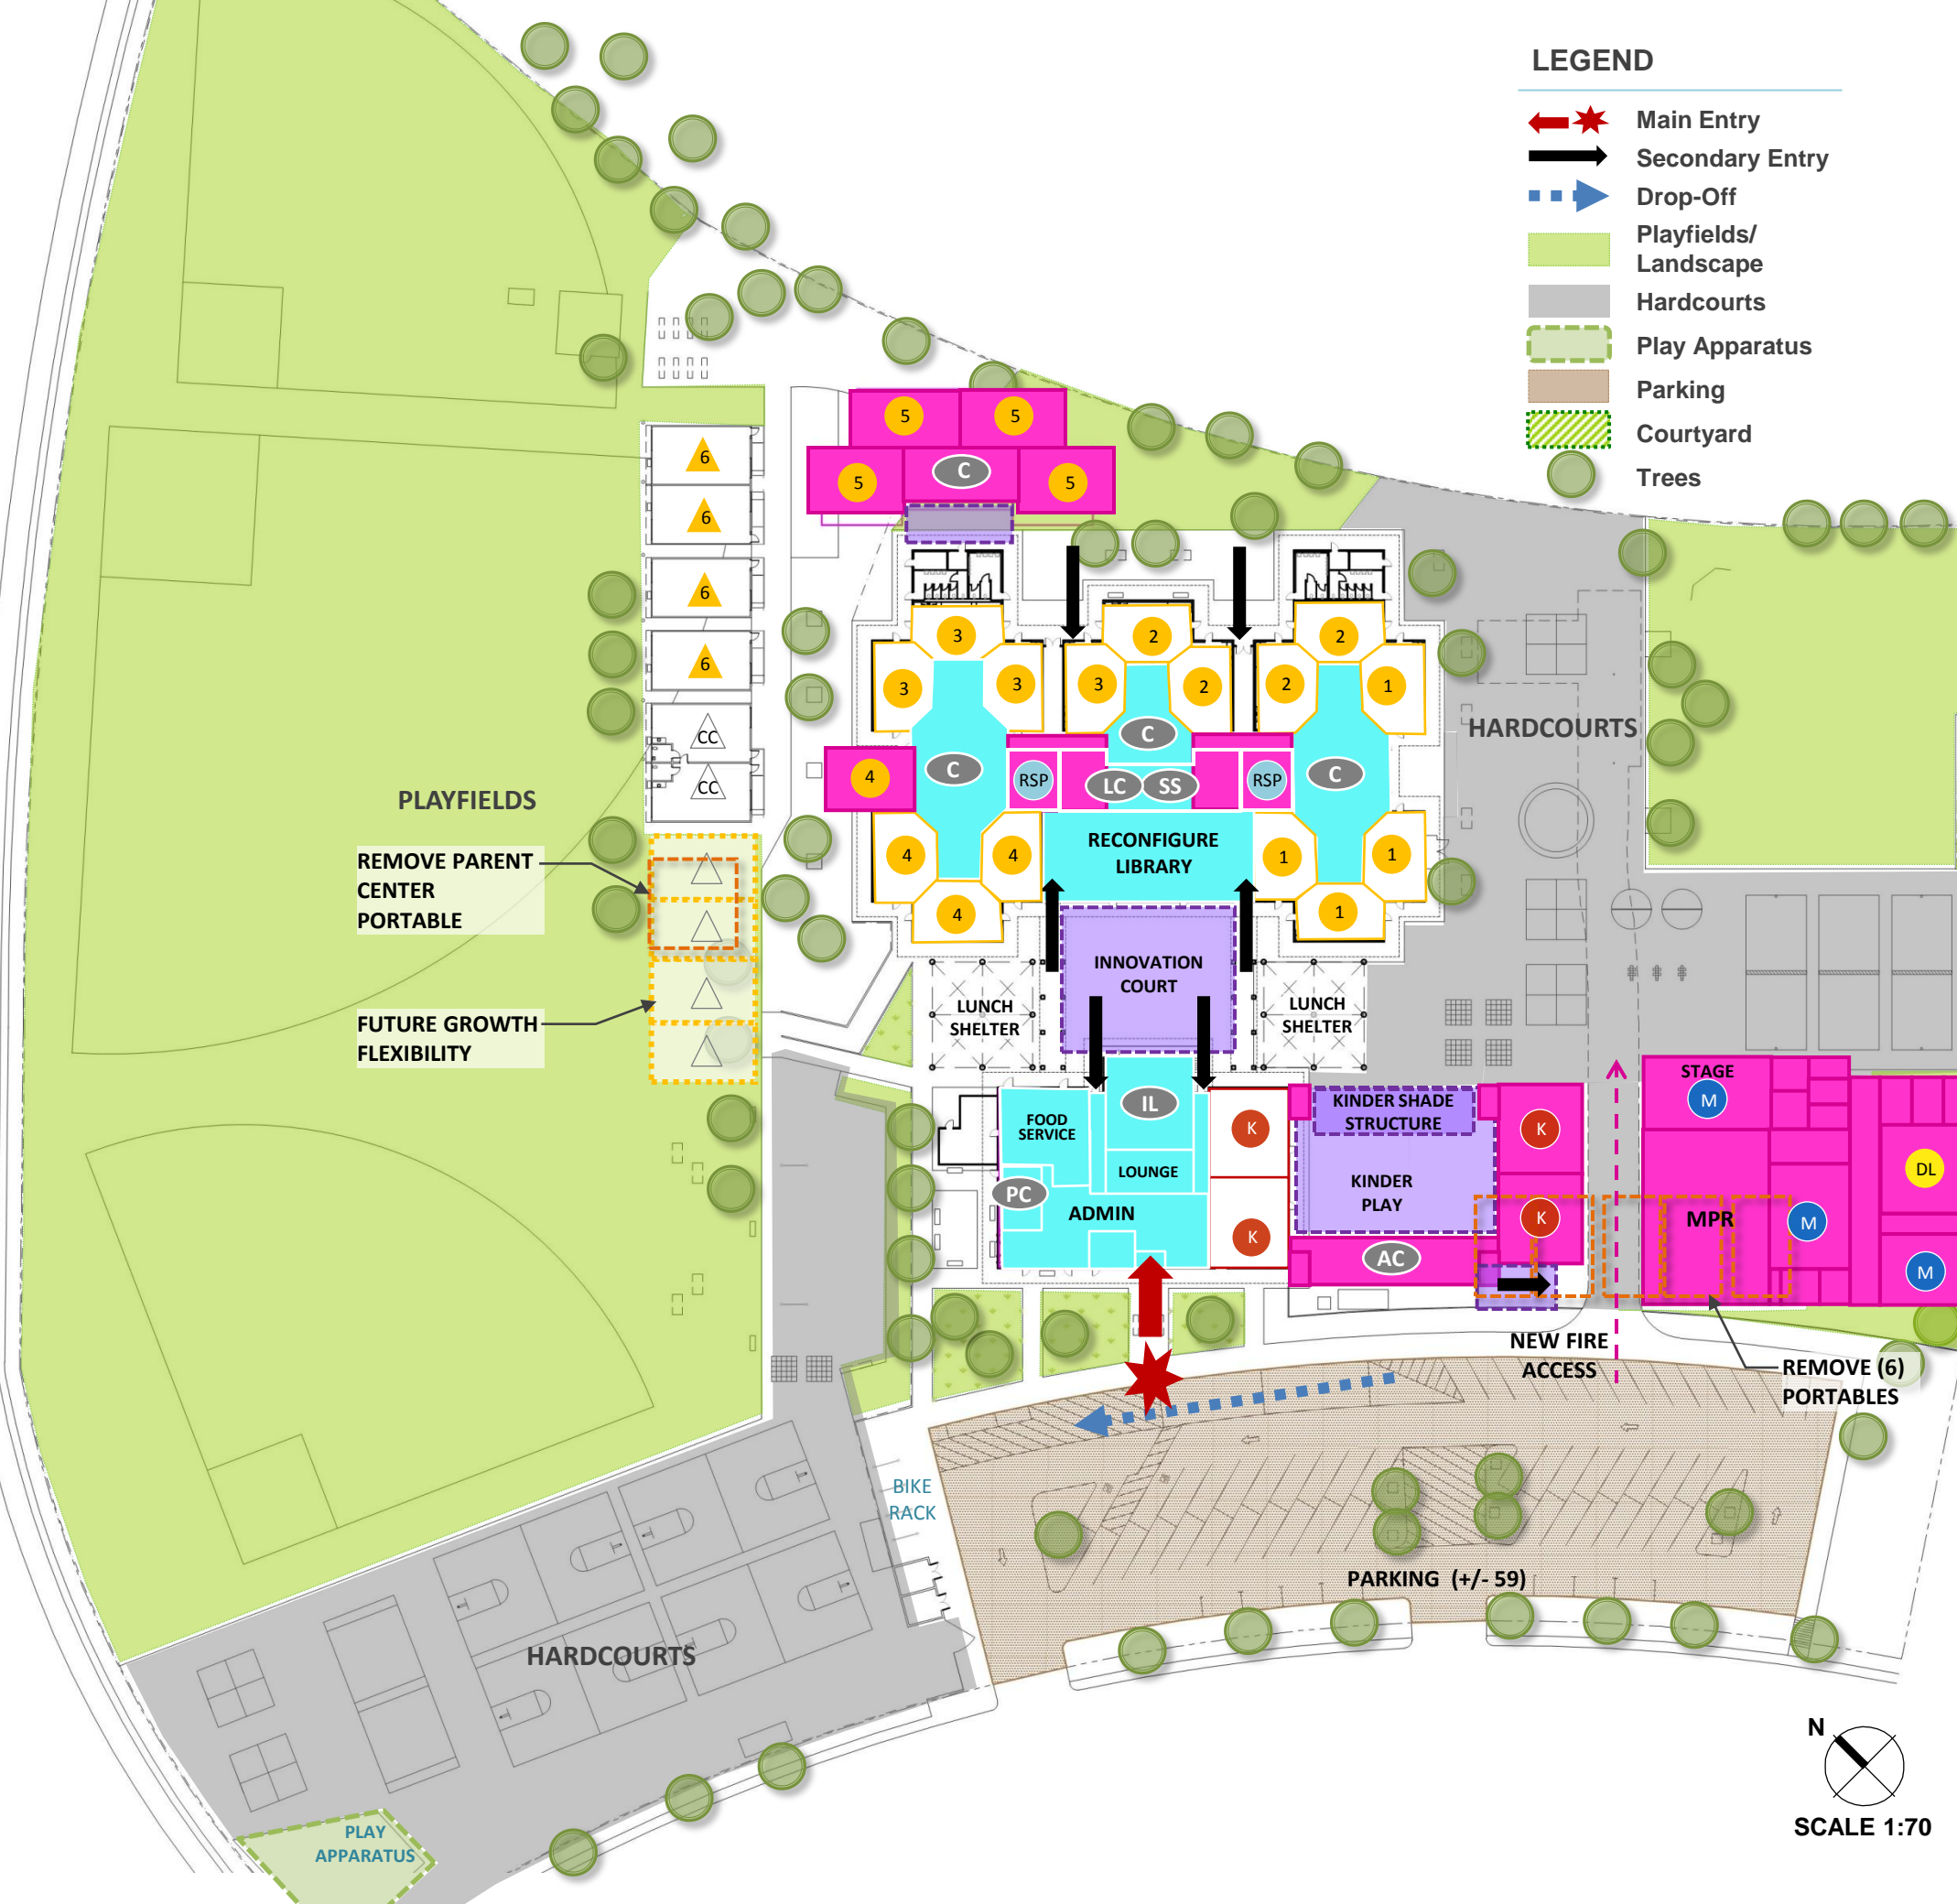 LEGEND
Main Entry
Secondary Entry
Drop-Off
Playfields/
Landscape
Hardcourts
Play Apparatus
Parking
Courtyard
Trees
5
5
5
C
5
6
6
6
6
CC
CC
3
2
2
3
3
3
2
2
1
C
HARDCOURTS
4
C
RSP
LC
SS
RSP
C
PLAYFIELDS
RECONFIGURE
LIBRARY
4
4
1
1
4
1
REMOVE PARENT
CENTER
PORTABLE
INNOVATION
COURT
LUNCH
SHELTER
LUNCH
SHELTER
FUTURE GROWTH
FLEXIBILITY
STAGE
M
IL
KINDER SHADE
STRUCTURE
FOOD
SERVICE
K
K
LOUNGE
DL
PC
KINDER
PLAY
ADMIN
K
K
MPR
M
AC
M
NEW FIRE
ACCESS
REMOVE (6)
PORTABLES
BIKE
RACK
PARKING (+/- 59)
HARDCOURTS
N
SCALE 1:70
PLAY
APPARATUS